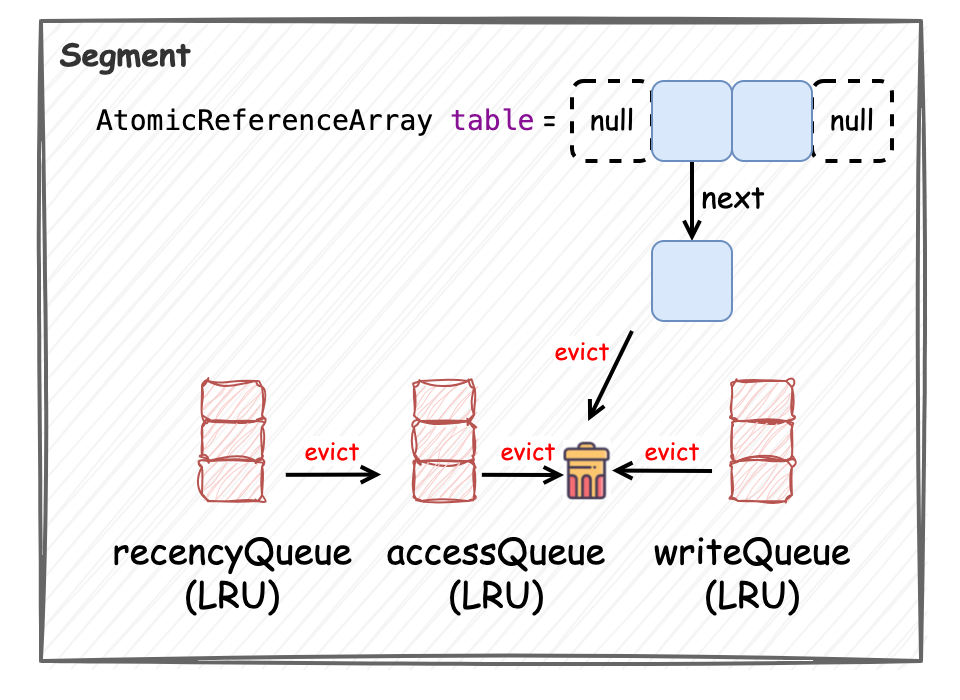 Segment
AtomicReferenceArray table = null null
next
evict
evict evict evict
recencyQueue accessQueue writeQueue
(LRU) (LRU) (LRU)